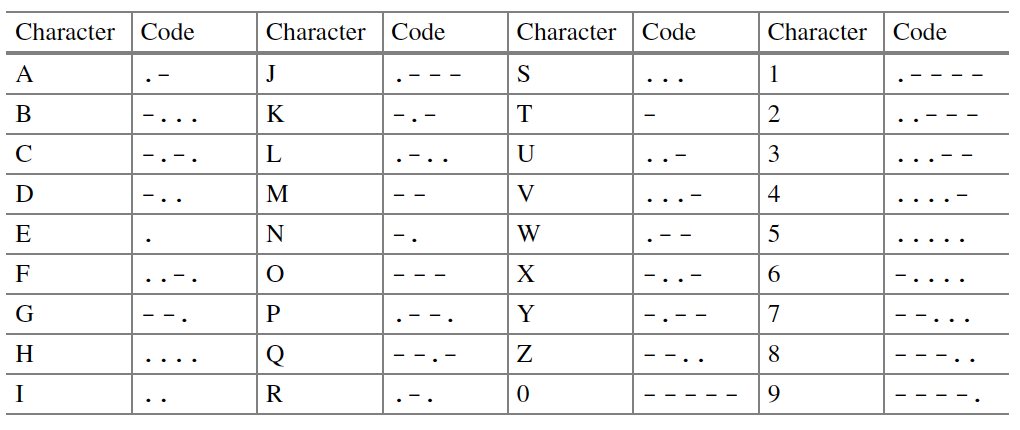 Character Code Character Code Character Code Character Code
A .- J .--- S ... 1 .----
B -... K -.- T - 2 ..---
C -.-. L .-.. U ..- 3 ...--
D -.. M -- V ...- 4 ....-
E . N -. W .-- 5 .....
F ..-. O --- X -..- 6 -....
G --. P .--. Y -.-- 7 --...
H .... Q --.- Z --.. 8 ---..
I .. R .-. 0 ----- 9 ----.